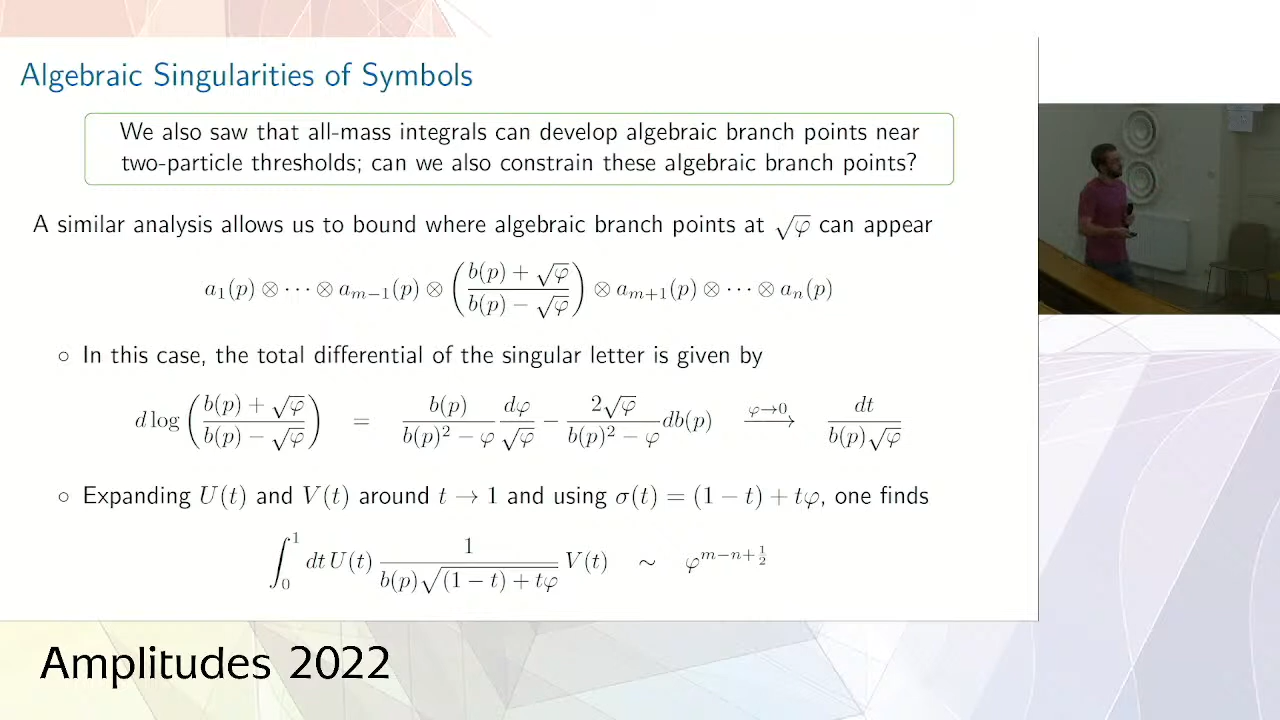 Algebraic Singularities of Symbols
We also saw that all-mass integrals can develop algebraic branch points near
two-particle thresholds; can we also constrain these algebraic branch points?
A similar analysis allows us to bound where algebraic branch points at √φ can appear
a₁(p) ⊗ ··· ⊗ aₘ₋₁(p) ⊗ ( (b(p) + √φ) / (b(p) − √φ) ) ⊗ aₘ₊₁(p) ⊗ ··· ⊗ aₙ(p)
○ In this case, the total differential of the singular letter is given by
d log ( (b(p) + √φ) / (b(p) − √φ) ) = b(p) / (b(p)² − φ) dφ / √φ − 2√φ / (b(p)² − φ) db(p) φ→0 ⟶ dt / (b(p)√φ)
○ Expanding U(t) and V(t) around t → 1 and using σ(t) = (1 − t) + tφ, one finds
∫₀¹ dt U(t) 1 / (b(p)√((1 − t) + tφ)) V(t) ∼ φ^(m−n+1/2)
Amplitudes 2022